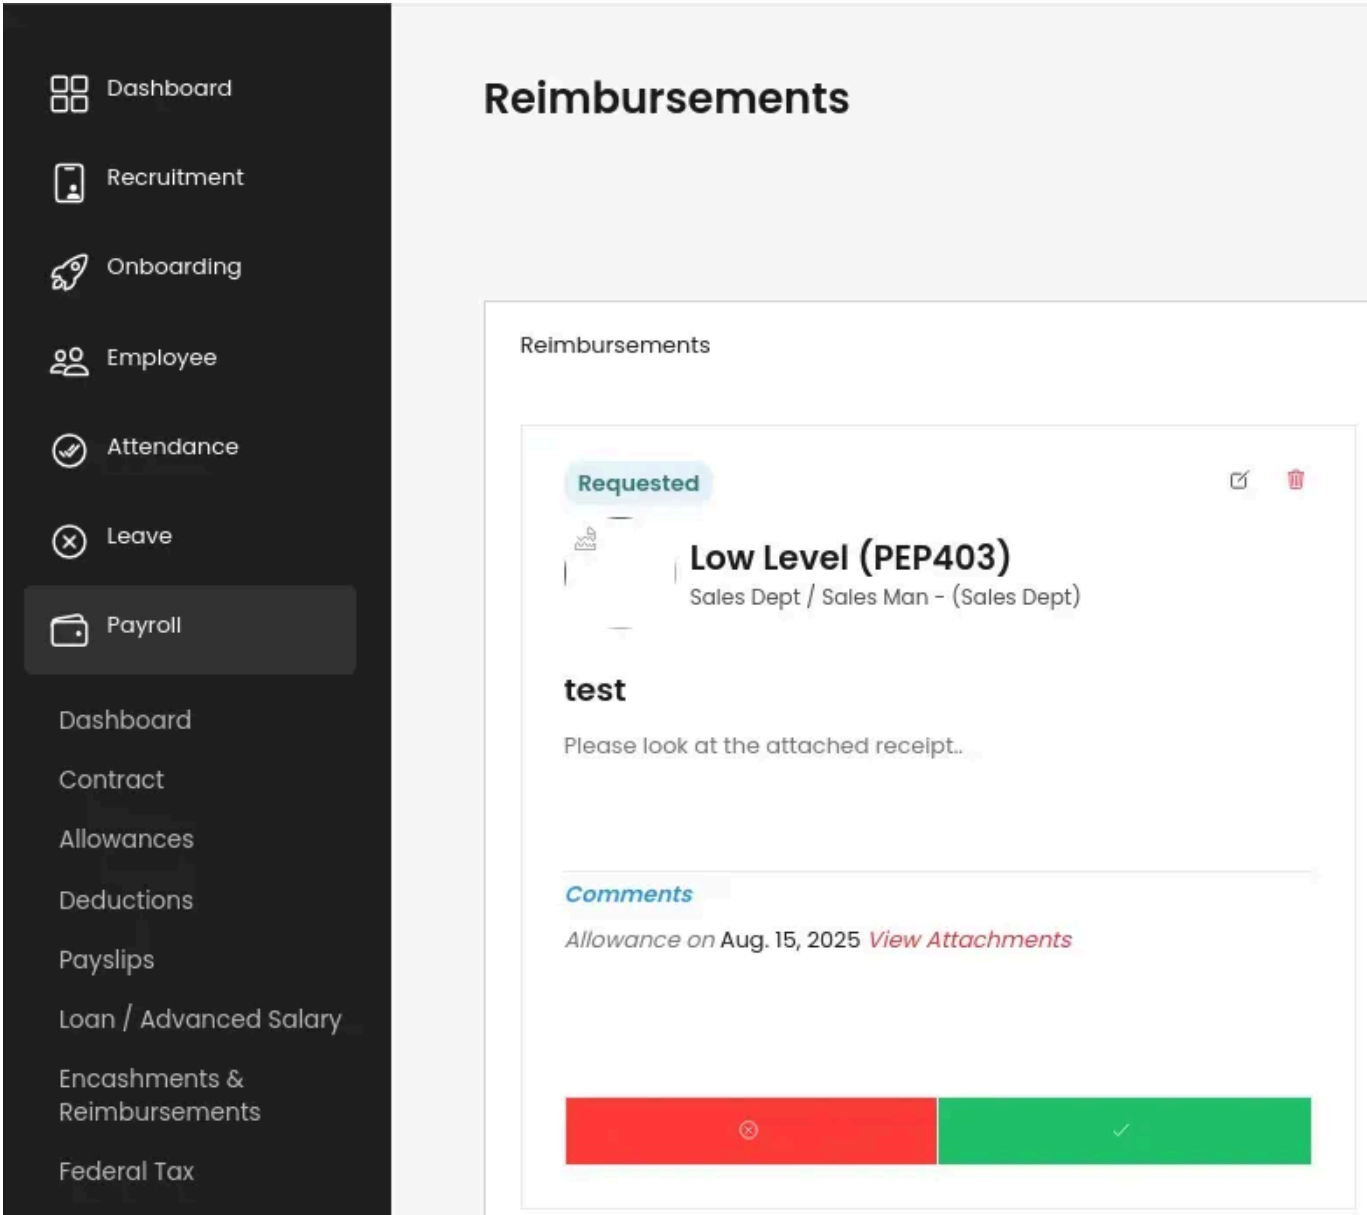 Dashboard
Recruitment
Onboarding
Employee
Attendance
Leave
Payroll
Dashboard
Contract
Allowances
Deductions
Payslips
Loan / Advanced Salary
Encashments &
Reimbursements
Federal Tax
Reimbursements
Reimbursements
Requested
Low Level (PEP403)
Sales Dept / Sales Man - (Sales Dept)
test
Please look at the attached receipt..
Comments
Allowance on Aug. 15, 2025 View Attachments